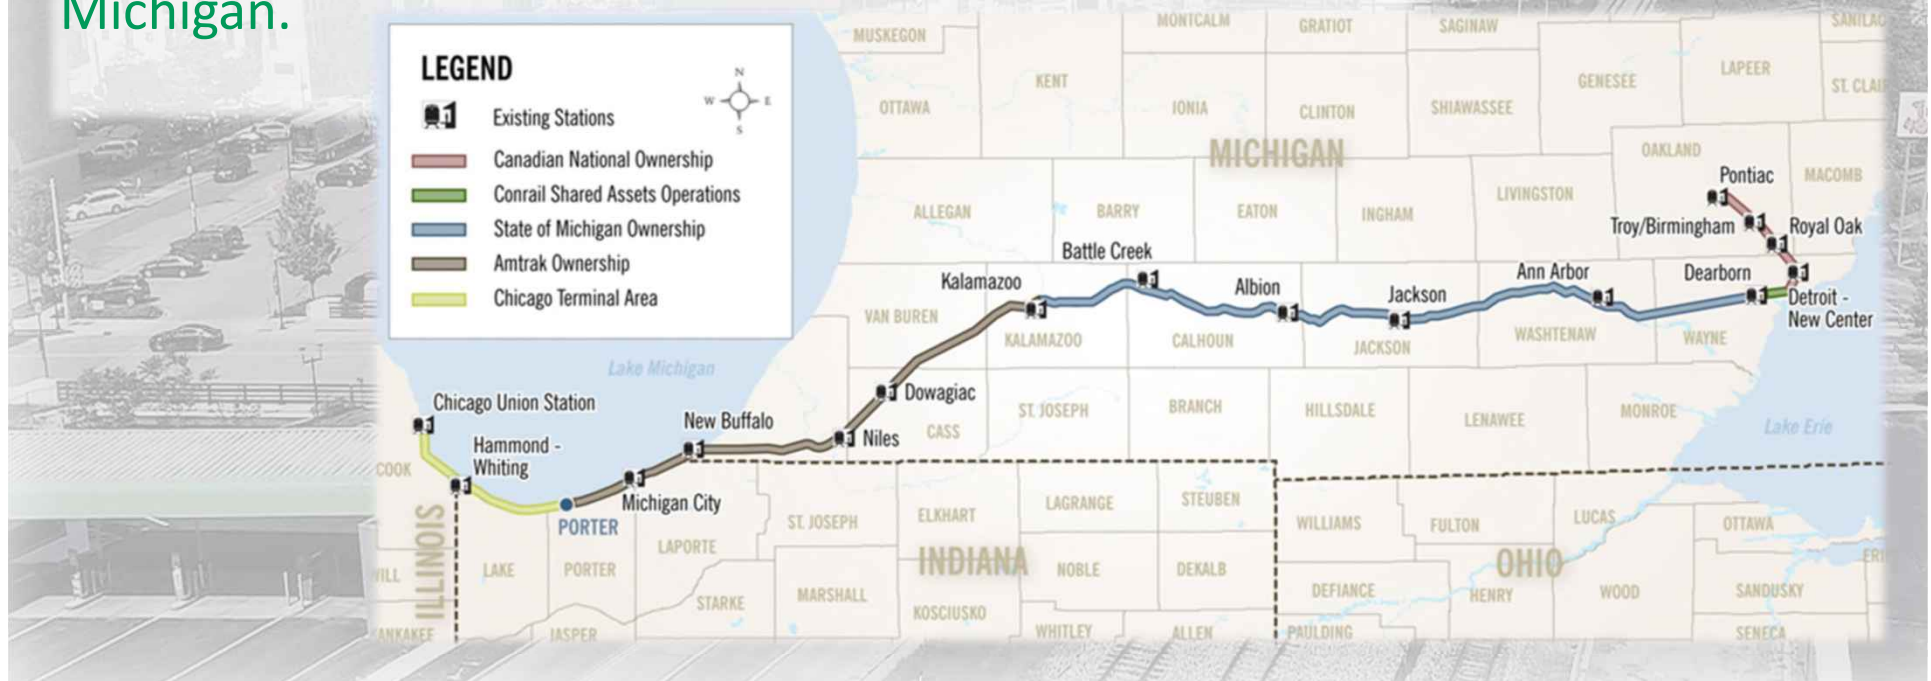 Michigan.
LEGEND
N
W
E
S
Existing Stations
Canadian National Ownership
Conrail Shared Assets Operations
State of Michigan Ownership
Amtrak Ownership
Chicago Terminal Area
MUSKEGON
MONTCALM
GRATIOT
SAGINAW
KENT
GENESEE
LAPEER
OTTAWA
IONIA
CLINTON
SHIAWASSEE
MICHIGAN
OAKLAND
MACOMB
Pontiac
LIVINGSTON
ALLEGAN
BARRY
EATON
INGHAM
Troy/Birmingham
Royal Oak
Battle Creek
Kalamazoo
Albion
Jackson
Ann Arbor
Dearborn
Detroit -
New Center
VAN BUREN
KALAMAZOO
CALHOUN
JACKSON
WASHTENAW
WAYNE
Lake Michigan
Chicago Union Station
New Buffalo
Dowagiac
ST. JOSEPH
BRANCH
HILLSDALE
LENAWEE
MONROE
Lake Erie
Hammond -
Whiting
Niles
CASS
COOK
Michigan City
PORTER
ST. JOSEPH
ELKHART
LAGRANGE
STEUBEN
WILLIAMS
FULTON
LUCAS
OTTAWA
ILLINOIS
LAPORTE
LAKE
PORTER
INDIANA
NOBLE
DEKALB
OHIO
STARKE
MARSHALL
DEFIANCE
HENRY
WOOD
SANDUSKY
KOSCIUSKO
JASPER
WHITLEY
ALLEN
PAULDING
SENECA